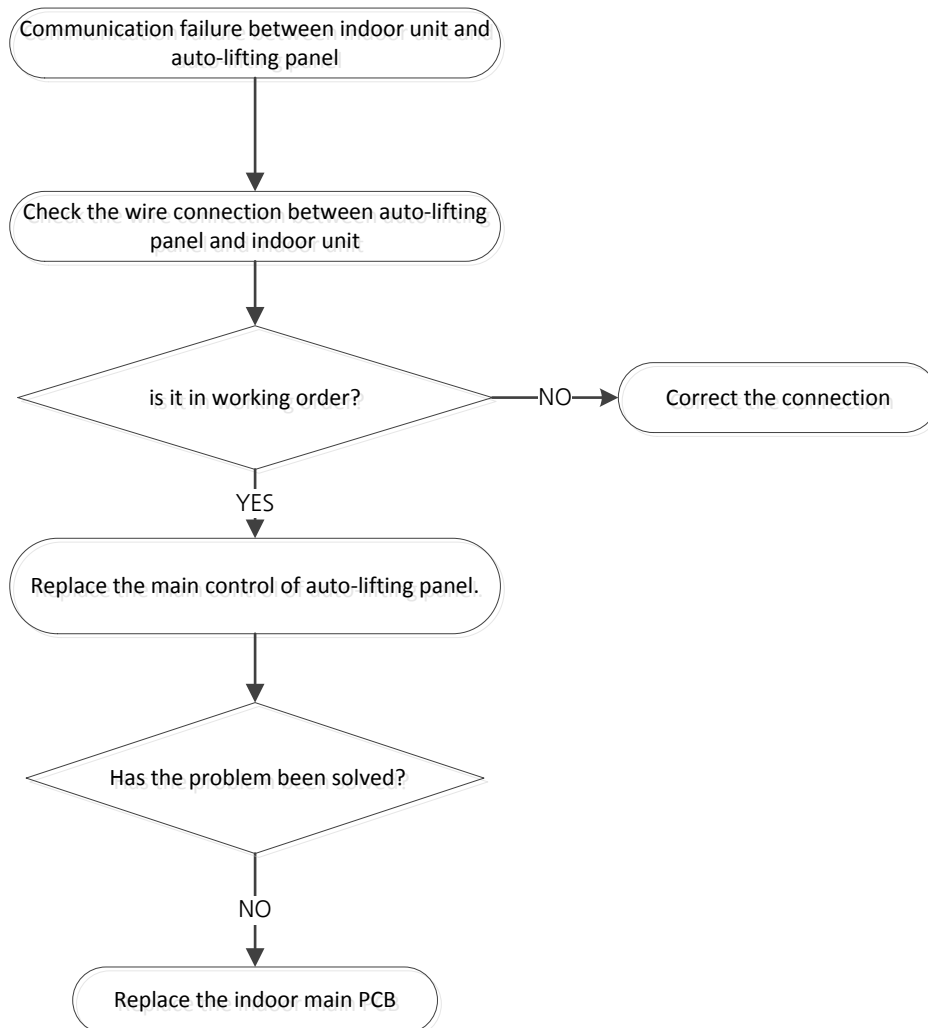 Communication failure between indoor unit and
auto-lifting panel
Check the wire connection between auto-lifting
panel and indoor unit
is it in working order?
NO
Correct the connection
YES
Replace the main control of auto-lifting panel.
Has the problem been solved?
NO
Replace the indoor main PCB